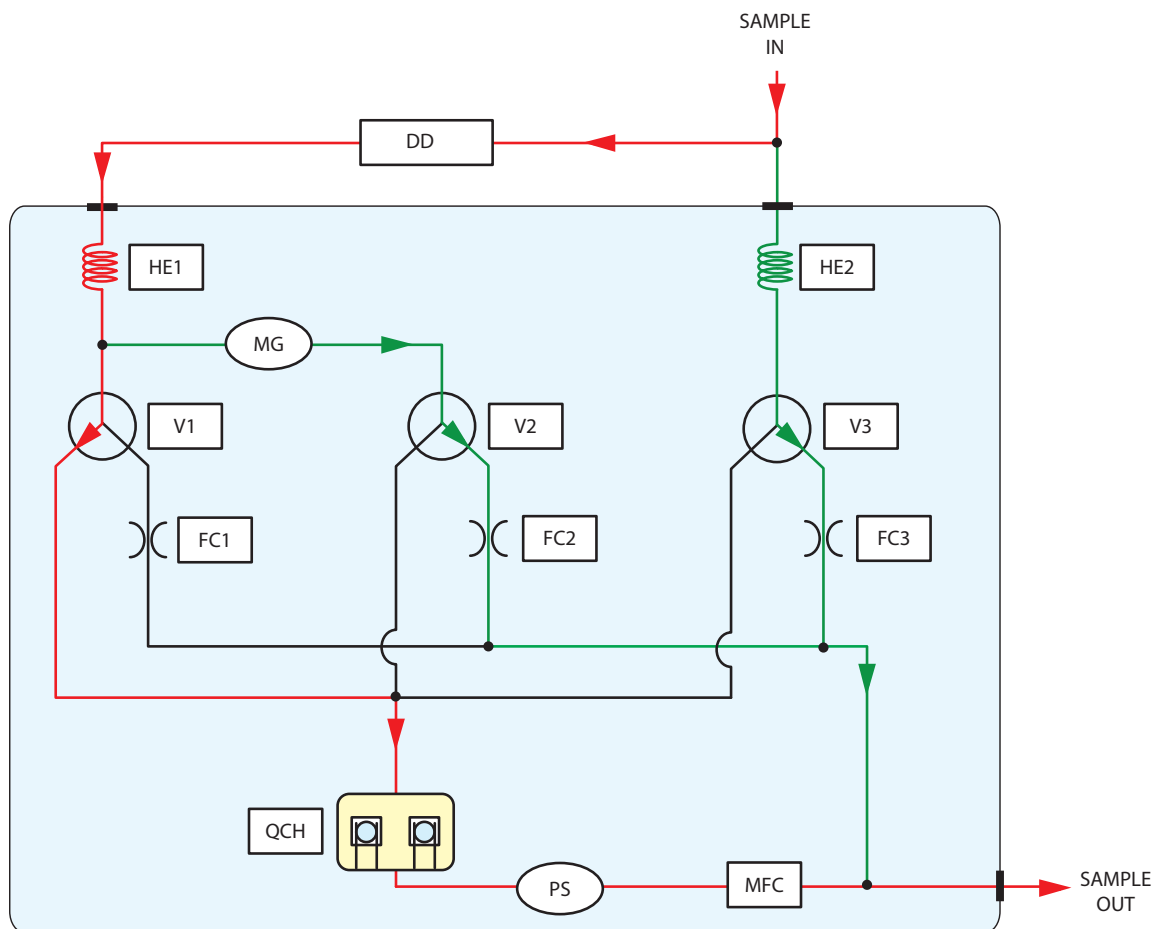 SAMPLE
IN
DD
HE1
HE2
MG
V1
V2
V3
FC1
FC2
FC3
QCH
PS
MFC
SAMPLE
OUT